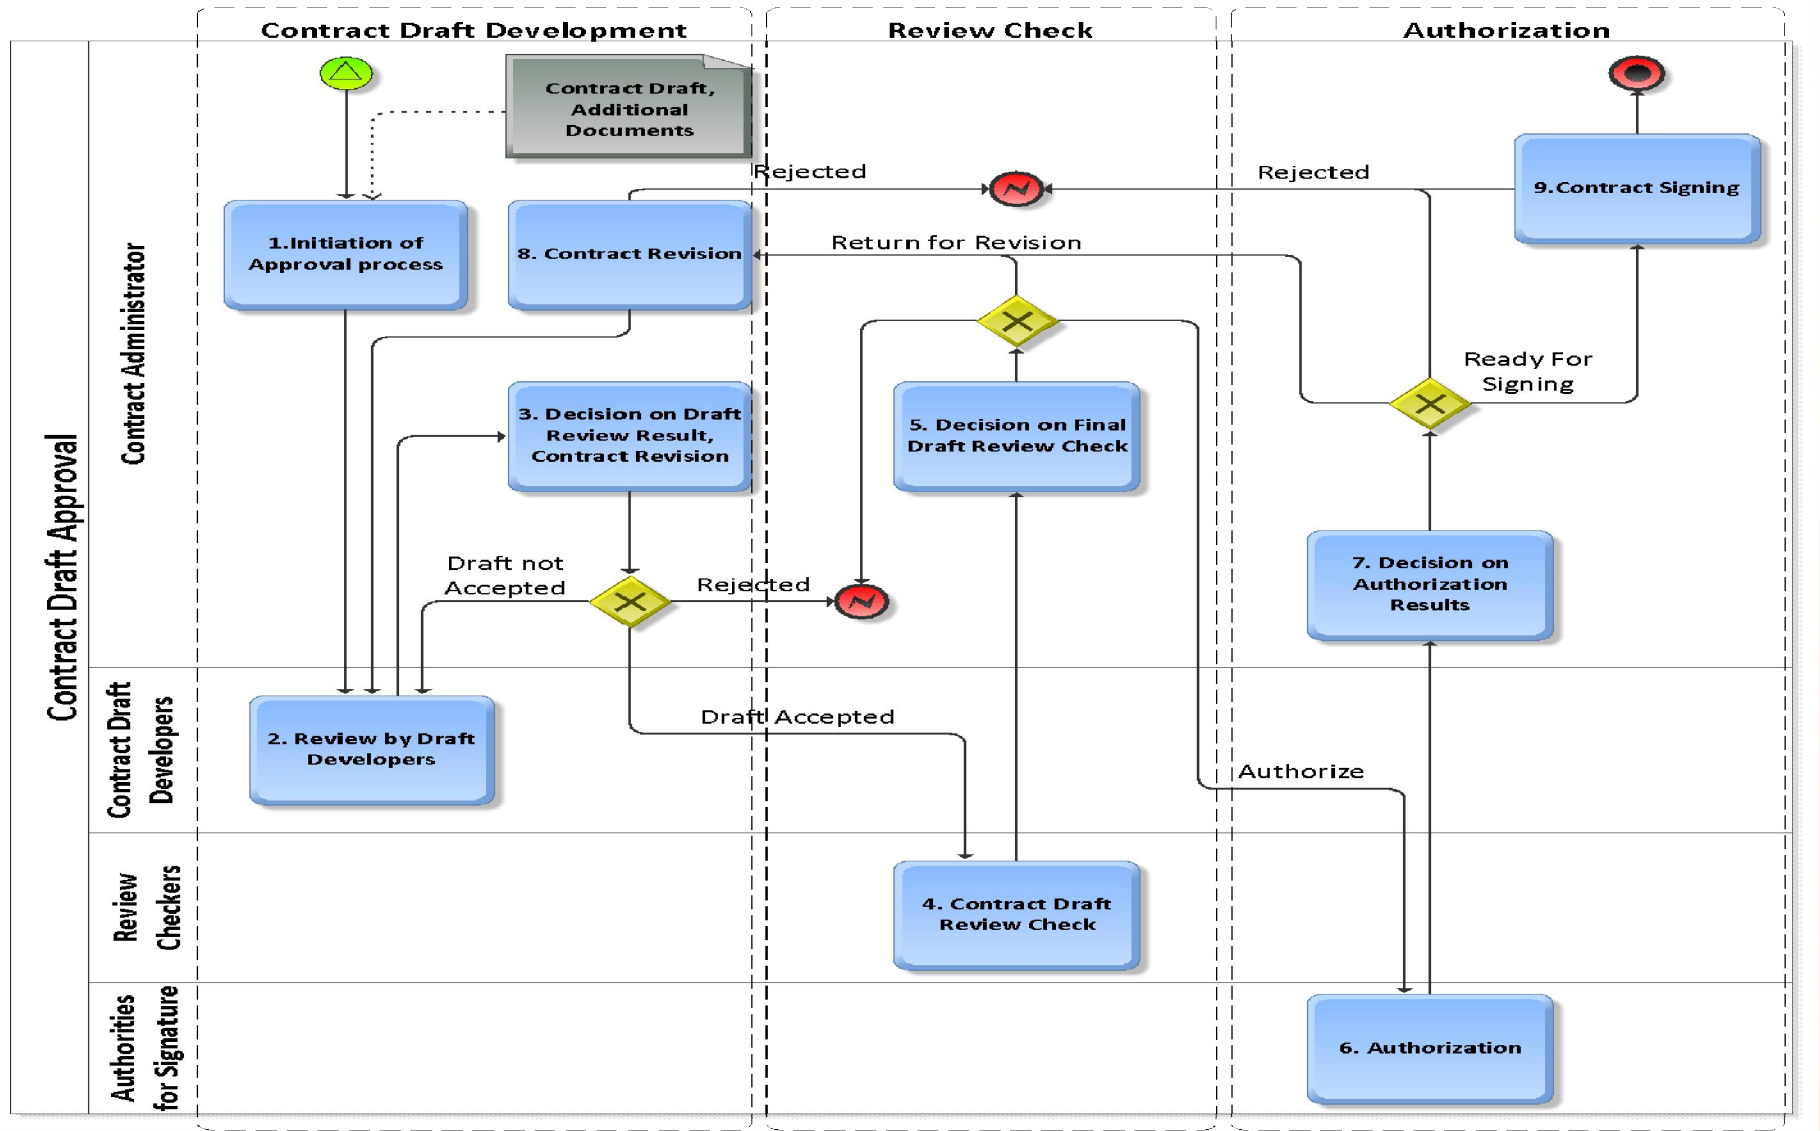 Contract Draft Development
Review Check
Authorization
Contract Draft Approval
Contract Administrator
Contract Draft
Developers
Review
Checkers
Authorities
for Signature
Contract Draft,
Additional
Documents
1.Initiation of
Approval process
8. Contract Revision
Rejected
Return for Revision
Rejected
9.Contract Signing
3. Decision on Draft
Review Result,
Contract Revision
5. Decision on Final
Draft Review Check
Ready For
Signing
Draft not
Accepted
Rejected
7. Decision on
Authorization
Results
2. Review by Draft
Developers
Draft Accepted
Authorize
4. Contract Draft
Review Check
6. Authorization